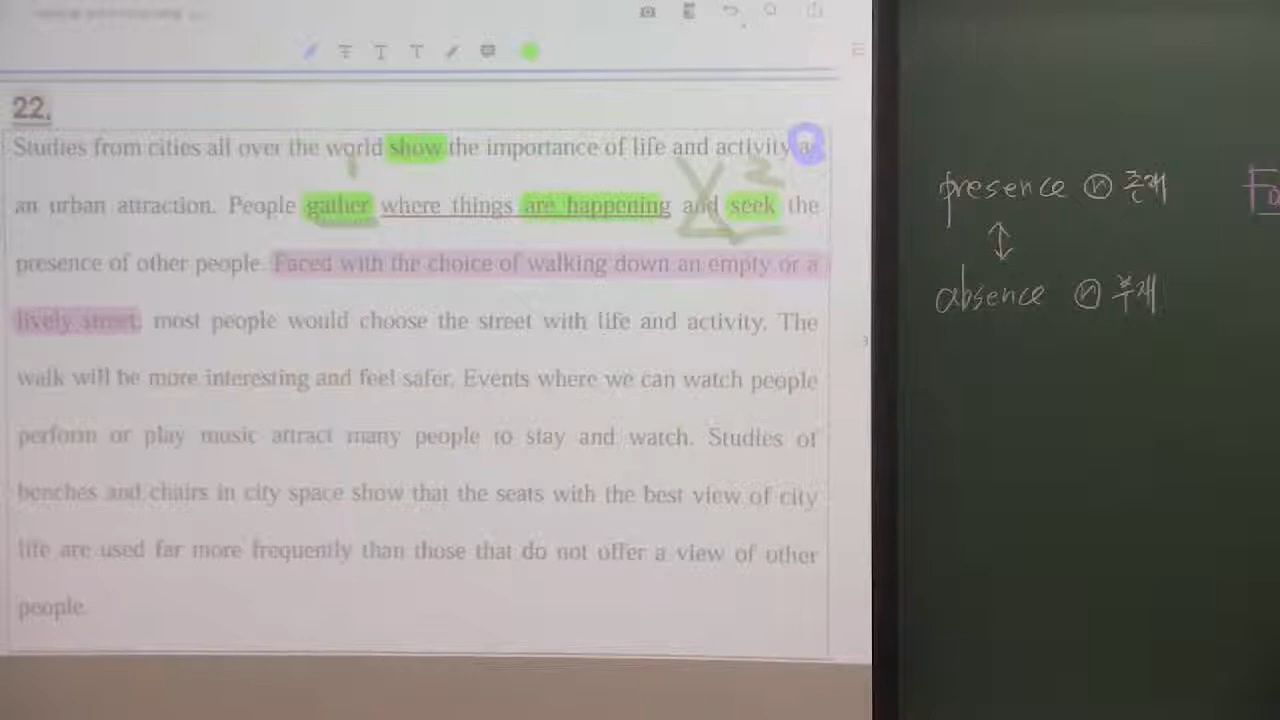 22.
Studies from cities all over the world show the importance of life and activity as
an urban attraction. People gather where things are happening and seek the
presence of other people. Faced with the choice of walking down an empty or a
lively street, most people would choose the street with life and activity. The
walk will be more interesting and feel safer. Events where we can watch people
perform or play music attract many people to stay and watch. Studies of
benches and chairs in city space show that the seats with the best view of city
life are used far more frequently than those that do not offer a view of other
people.
V2
presence ⓝ 존재
↕
absence ⓝ 부재